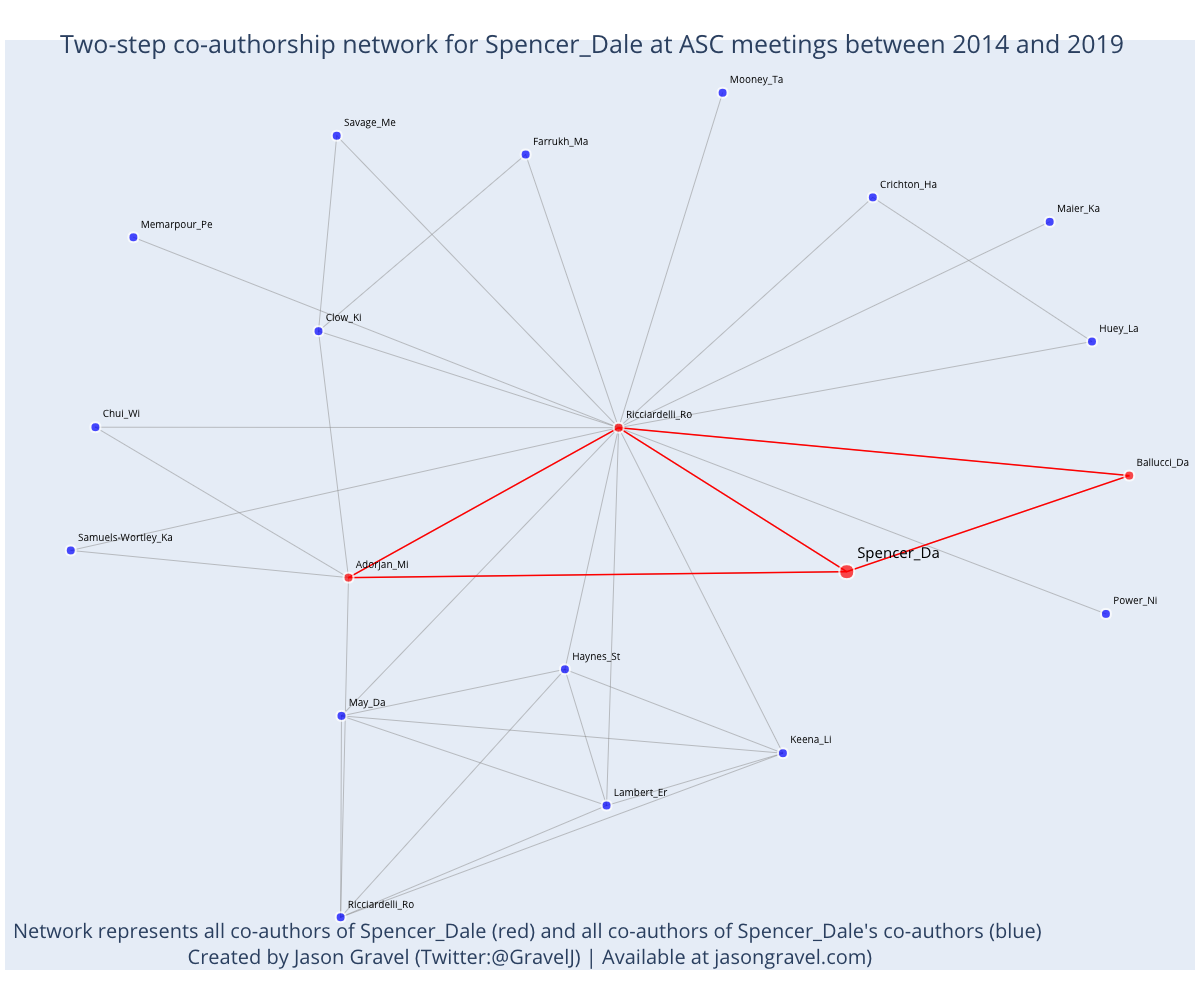 Two-step co-authorship network for Spencer_Dale at ASC meetings between 2014 and 2019
Mooney_Ta
Savage_Me
Farrukh_Ma
Crichton_Ha
Maier_Ka
Memarpour_Pe
Clow_Ki
Huey_La
Chui_Wi
Ricciardelli_Ro
Ballucci_Da
Samuels-Wortley_Ka
Spencer_Da
Adorjan_Mi
Power_Ni
Haynes_St
May_Da
Keena_Li
Lambert_Er
Ricciardelli_Ro
Network represents all co-authors of Spencer_Dale (red) and all co-authors of Spencer_Dale's co-authors (blue)
Created by Jason Gravel (Twitter:@GravelJ) | Available at jasongravel.com)